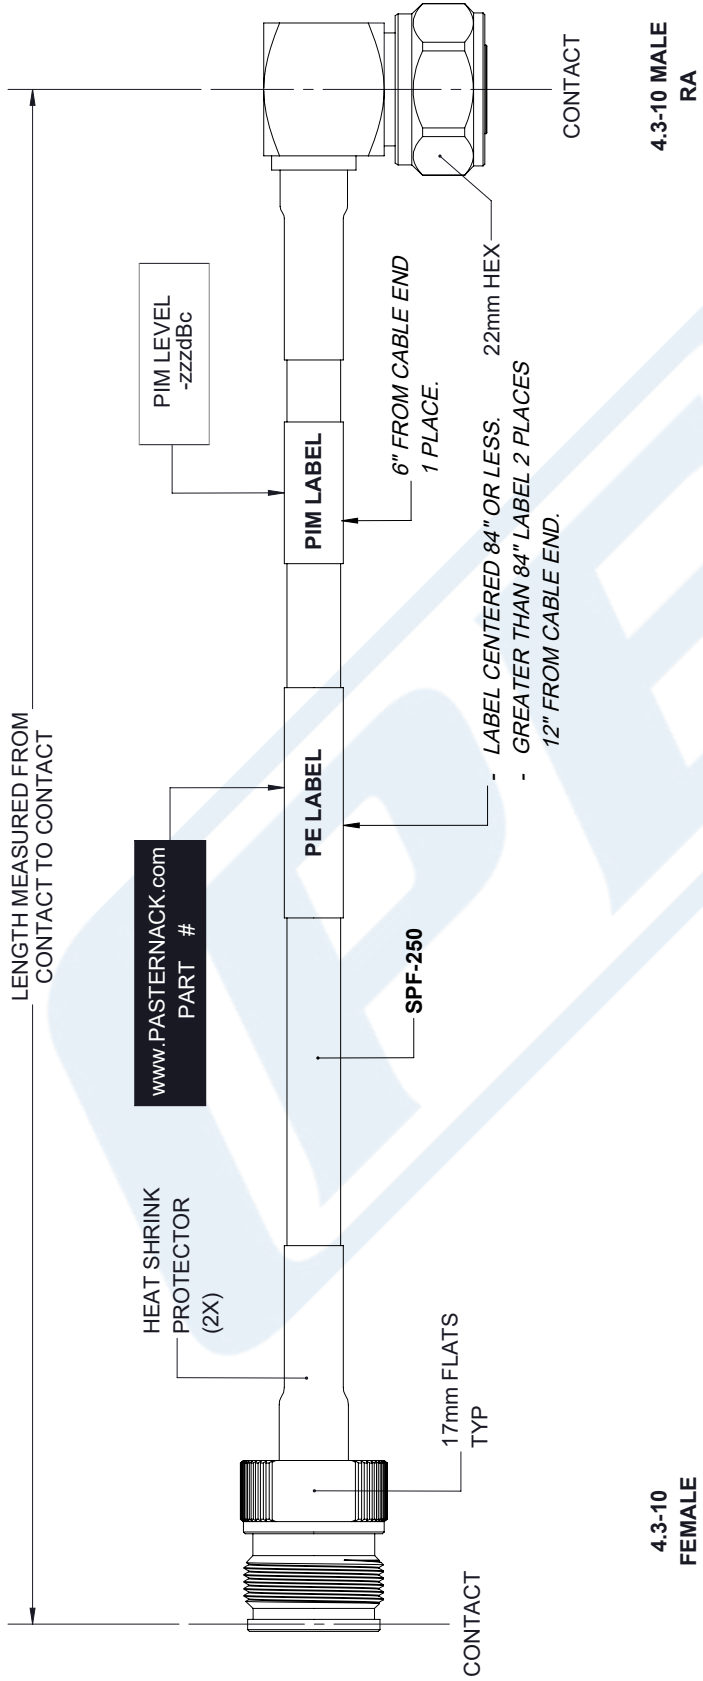 LENGTH MEASURED FROM
CONTACT TO CONTACT
HEAT SHRINK
PROTECTOR
(2X)
www.PASTERNACK.com
PART #
PIM LEVEL
-zzzdBc
PE LABEL
PIM LABEL
SPF-250
17mm FLATS
TYP
6" FROM CABLE END
1 PLACE.
- LABEL CENTERED 84" OR LESS.
- GREATER THAN 84" LABEL 2 PLACES
12" FROM CABLE END.
22mm HEX
CONTACT
CONTACT
4.3-10
FEMALE
4.3-10 MALE
RA
PE